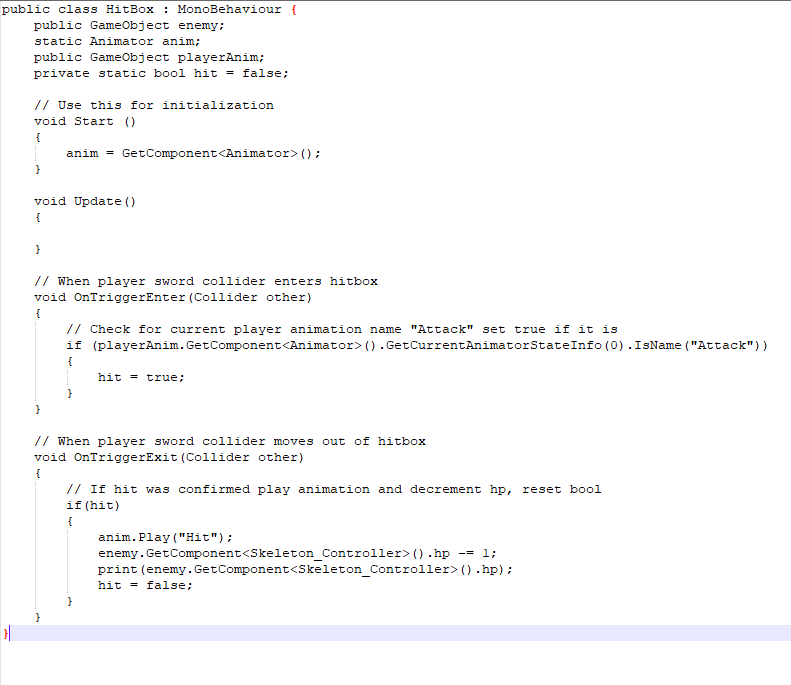 public class HitBox : MonoBehaviour {
    public GameObject enemy;
    static Animator anim;
    public GameObject playerAnim;
    private static bool hit = false;

    // Use this for initialization
    void Start ()
    {
        anim = GetComponent<Animator>();
    }

    void Update()
    {

    }

    // When player sword collider enters hitbox
    void OnTriggerEnter(Collider other)
    {
        // Check for current player animation name "Attack" set true if it is
        if (playerAnim.GetComponent<Animator>().GetCurrentAnimatorStateInfo(0).IsName("Attack"))
        {
            hit = true;
        }
    }

    // When player sword collider moves out of hitbox
    void OnTriggerExit(Collider other)
    {
        // If hit was confirmed play animation and decrement hp, reset bool
        if(hit)
        {
            anim.Play("Hit");
            enemy.GetComponent<Skeleton_Controller>().hp -= 1;
            print(enemy.GetComponent<Skeleton_Controller>().hp);
            hit = false;
        }
    }
}